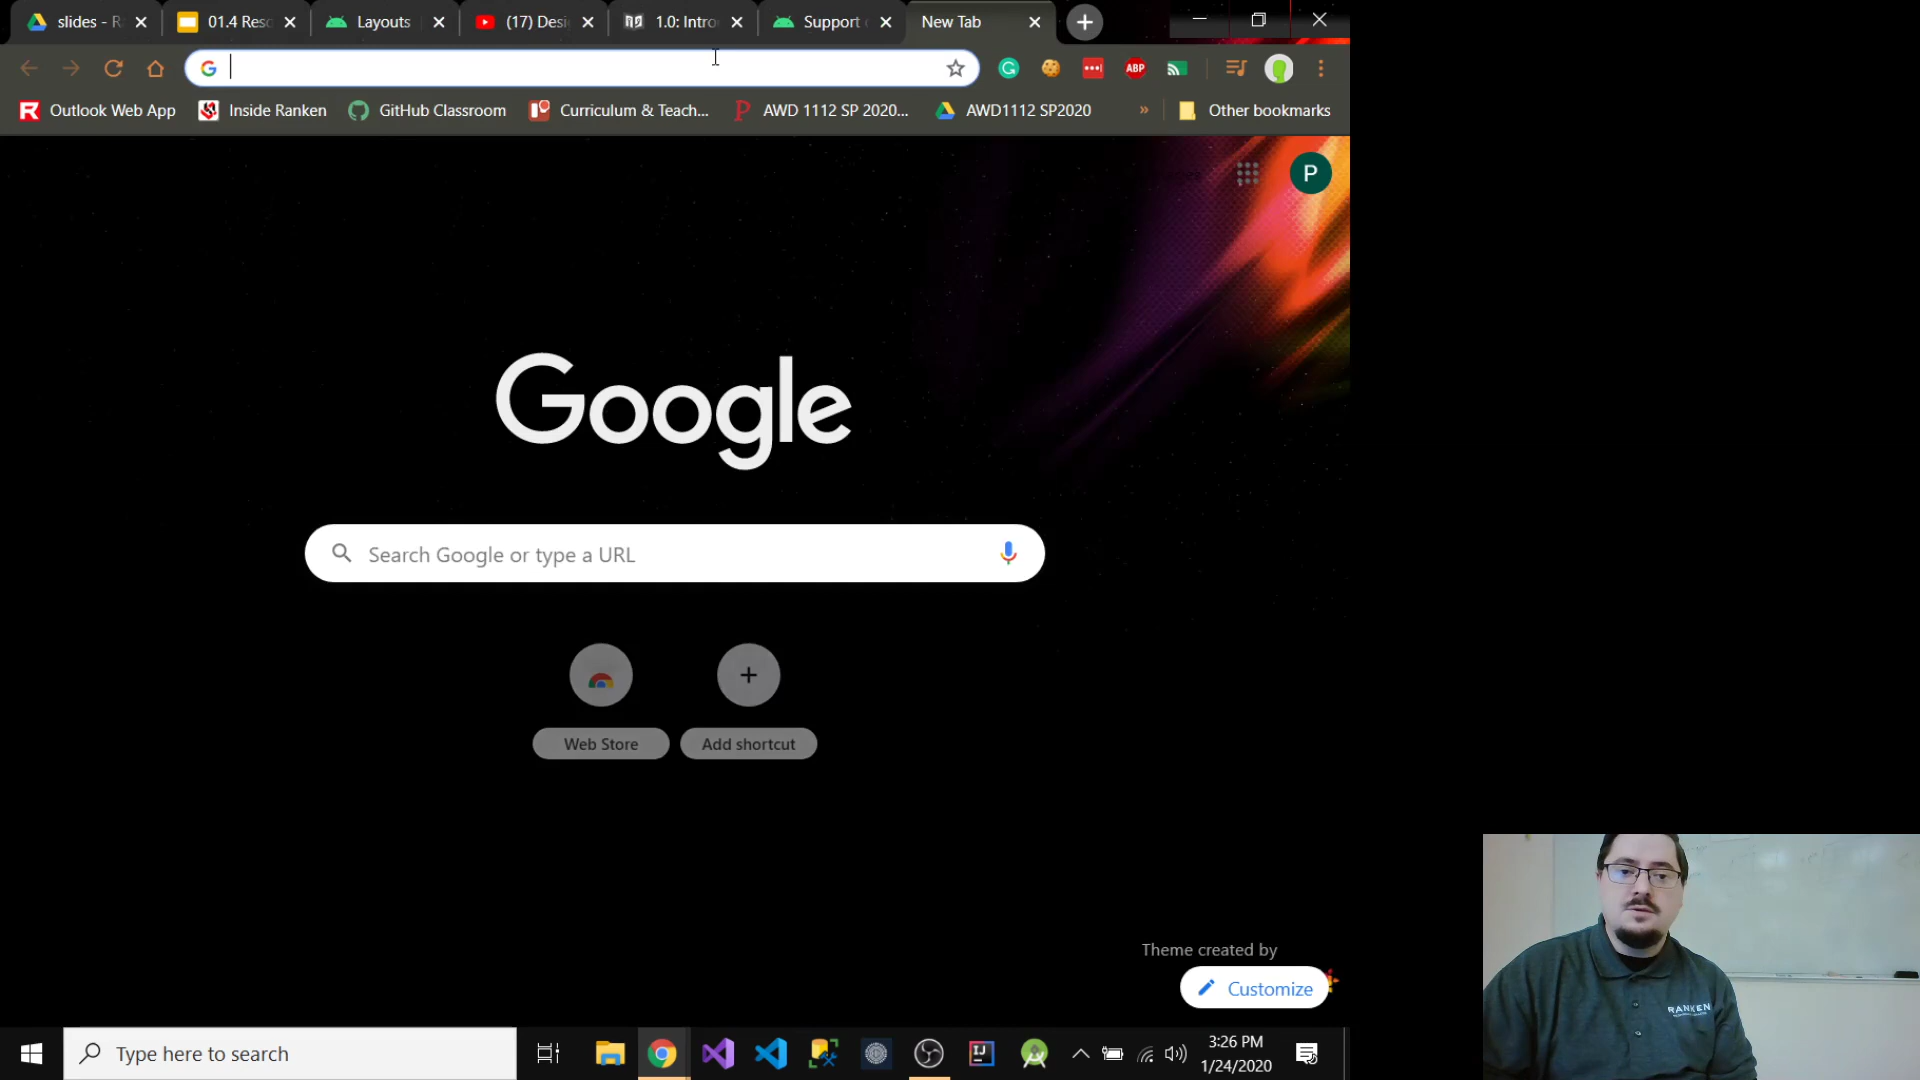 slides - R
01.4 Reso
Layouts
(17) Desi
1.0: Intro
Support
New Tab
Outlook Web App
Inside Ranken
GitHub Classroom
Curriculum & Teach...
AWD 1112 SP 2020...
AWD1112 SP2020
»
Other bookmarks
ABP
P
Google
Search Google or type a URL
Web Store
Add shortcut
Theme created by
Customize
RANKEN
Type here to search
3:26 PM
1/24/2020